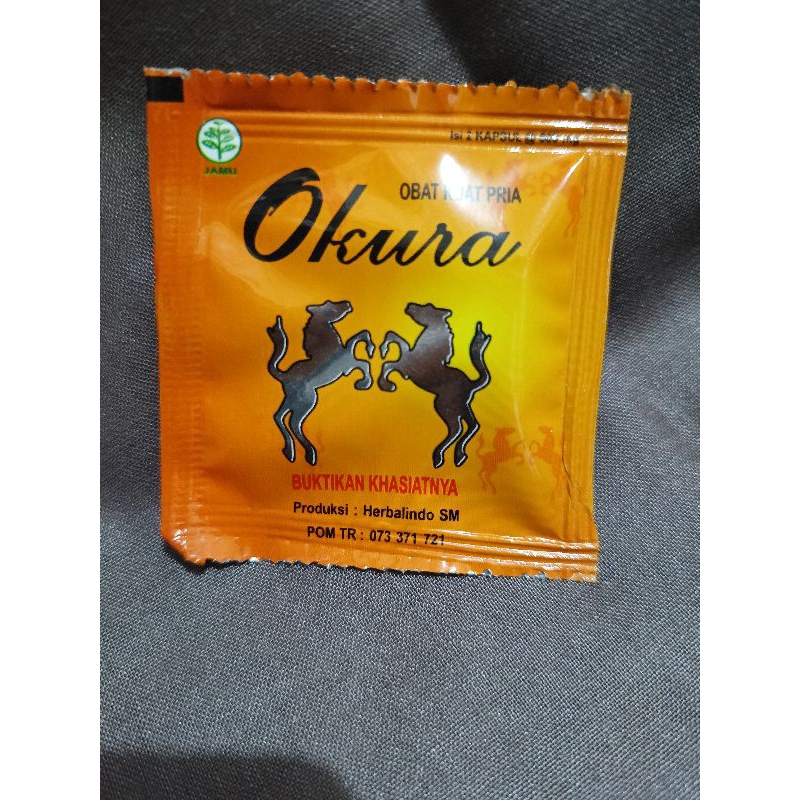 Isi 2 KAPSUL @
JAMU
OBAT KUAT PRIA
Okura
BUKTIKAN KHASIATNYA
Produksi : Herbalindo SM
POM TR : 073 371 721